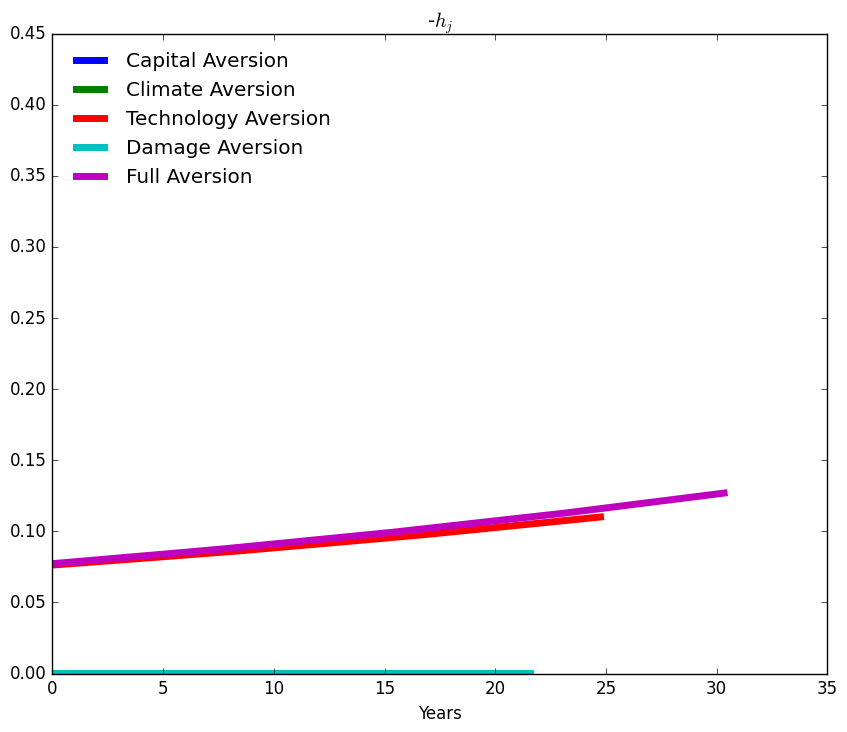 -h_j
0.45
Capital Aversion
Climate Aversion
0.40
Technology Aversion
Damage Aversion
0.35
Full Aversion
0.30
0.25
0.20
0.15
0.10
0.05
0.00
0 5 10 15 20 25 30 35
Years